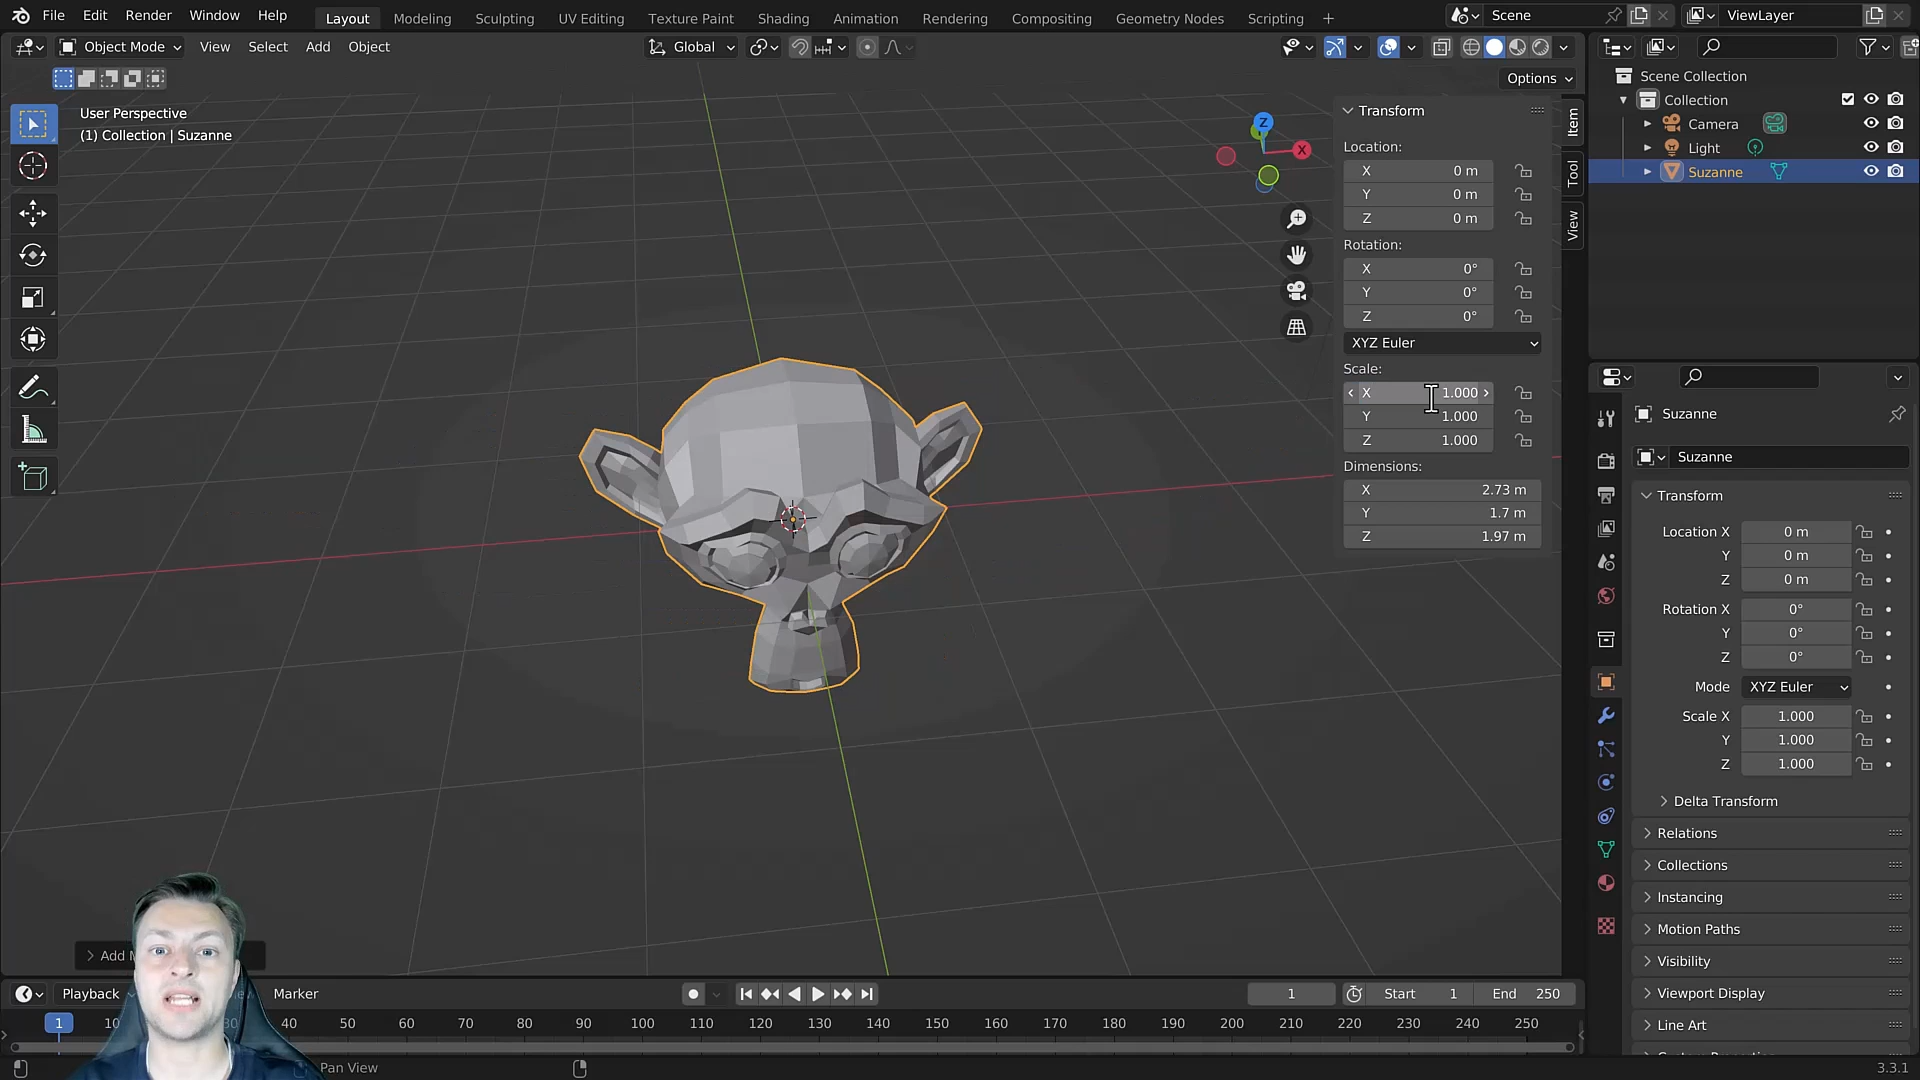 File Edit Render Window Help Layout Modeling Sculpting UV Editing Texture Paint Shading Animation Rendering Compositing Geometry Nodes Scripting + Scene ViewLayer
Object Mode View Select Add Object Global
Options
User Perspective
(1) Collection | Suzanne
Z
X
Transform
Location:
X 0 m
Y 0 m
Z 0 m
Rotation:
X 0°
Y 0°
Z 0°
XYZ Euler
Scale:
X 1.000
Y 1.000
Z 1.000
Dimensions:
X 2.73 m
Y 1.7 m
Z 1.97 m
Item
Tool
View
Scene Collection
Collection
Camera
Light
Suzanne
Suzanne
Suzanne
Transform
Location X 0 m
Y 0 m
Z 0 m
Rotation X 0°
Y 0°
Z 0°
Mode XYZ Euler
Scale X 1.000
Y 1.000
Z 1.000
Delta Transform
Relations
Collections
Instancing
Motion Paths
Visibility
Viewport Display
Line Art
Add
Playback Marker 1 Start 1 End 250
1 10 30 40 50 60 70 80 90 100 110 120 130 140 150 160 170 180 190 200 210 220 230 240 250
Pan View
3.3.1